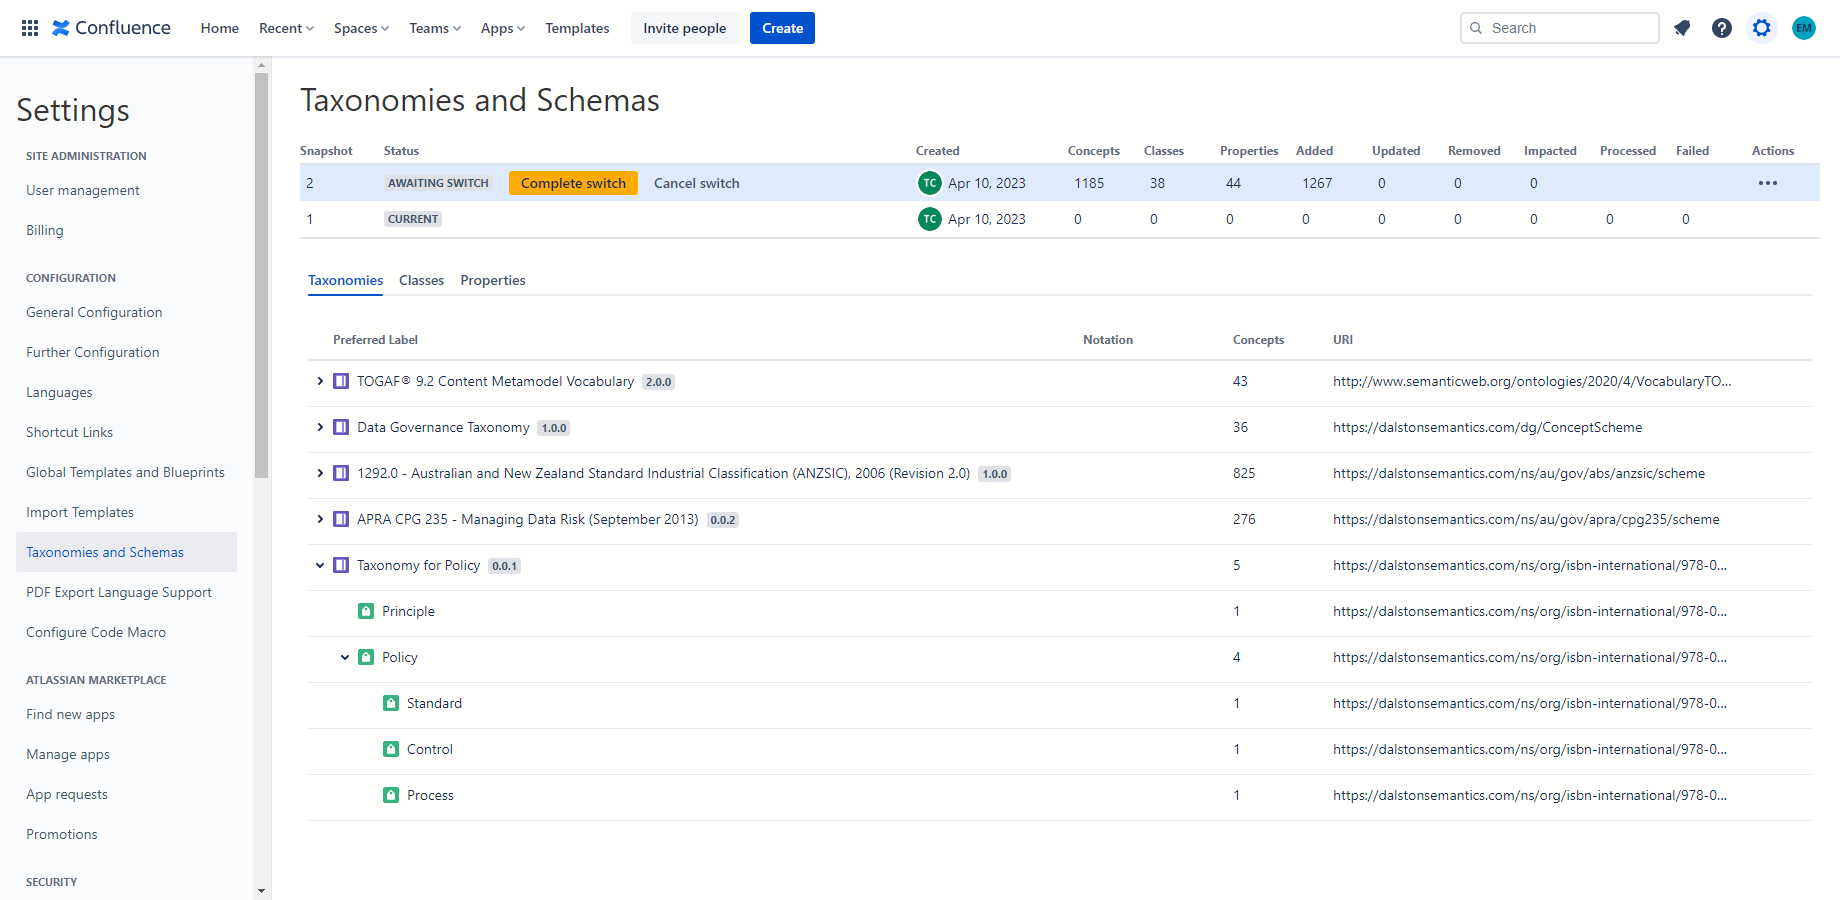 Confluence Home Recent Spaces Teams Apps Templates Invite people Create Search EM
Settings
SITE ADMINISTRATION
User management
Billing
CONFIGURATION
General Configuration
Further Configuration
Languages
Shortcut Links
Global Templates and Blueprints
Import Templates
Taxonomies and Schemas
PDF Export Language Support
Configure Code Macro
ATLASSIAN MARKETPLACE
Find new apps
Manage apps
App requests
Promotions
SECURITY
Taxonomies and Schemas
Snapshot Status Created Concepts Classes Properties Added Updated Removed Impacted Processed Failed Actions
2 AWAITING SWITCH Complete switch Cancel switch TC Apr 10, 2023 1185 38 44 1267 0 0 0
1 CURRENT TC Apr 10, 2023 0 0 0 0 0 0 0 0 0
Taxonomies Classes Properties
Preferred Label Notation Concepts URI
TOGAF® 9.2 Content Metamodel Vocabulary 2.0.0 43 http://www.semanticweb.org/ontologies/2020/4/VocabularyTO...
Data Governance Taxonomy 1.0.0 36 https://dalstonsemantics.com/dg/ConceptScheme
1292.0 - Australian and New Zealand Standard Industrial Classification (ANZSIC), 2006 (Revision 2.0) 1.0.0 825 https://dalstonsemantics.com/ns/au/gov/abs/anzsic/scheme
APRA CPG 235 - Managing Data Risk (September 2013) 0.0.2 276 https://dalstonsemantics.com/ns/au/gov/apra/cpg235/scheme
Taxonomy for Policy 0.0.1 5 https://dalstonsemantics.com/ns/org/isbn-international/978-0...
Principle 1 https://dalstonsemantics.com/ns/org/isbn-international/978-0...
Policy 4 https://dalstonsemantics.com/ns/org/isbn-international/978-0...
Standard 1 https://dalstonsemantics.com/ns/org/isbn-international/978-0...
Control 1 https://dalstonsemantics.com/ns/org/isbn-international/978-0...
Process 1 https://dalstonsemantics.com/ns/org/isbn-international/978-0...